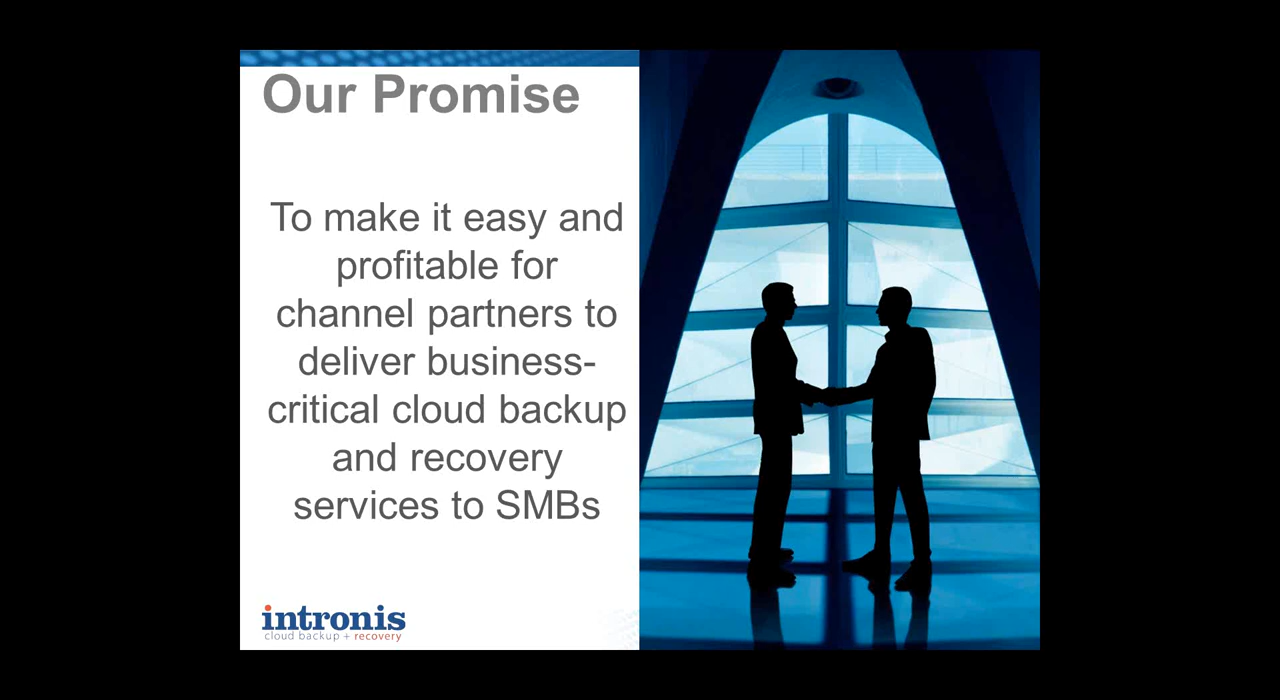 Our Promise
To make it easy and
profitable for
channel partners to
deliver business-
critical cloud backup
and recovery
services to SMBs
intronis
cloud backup + recovery